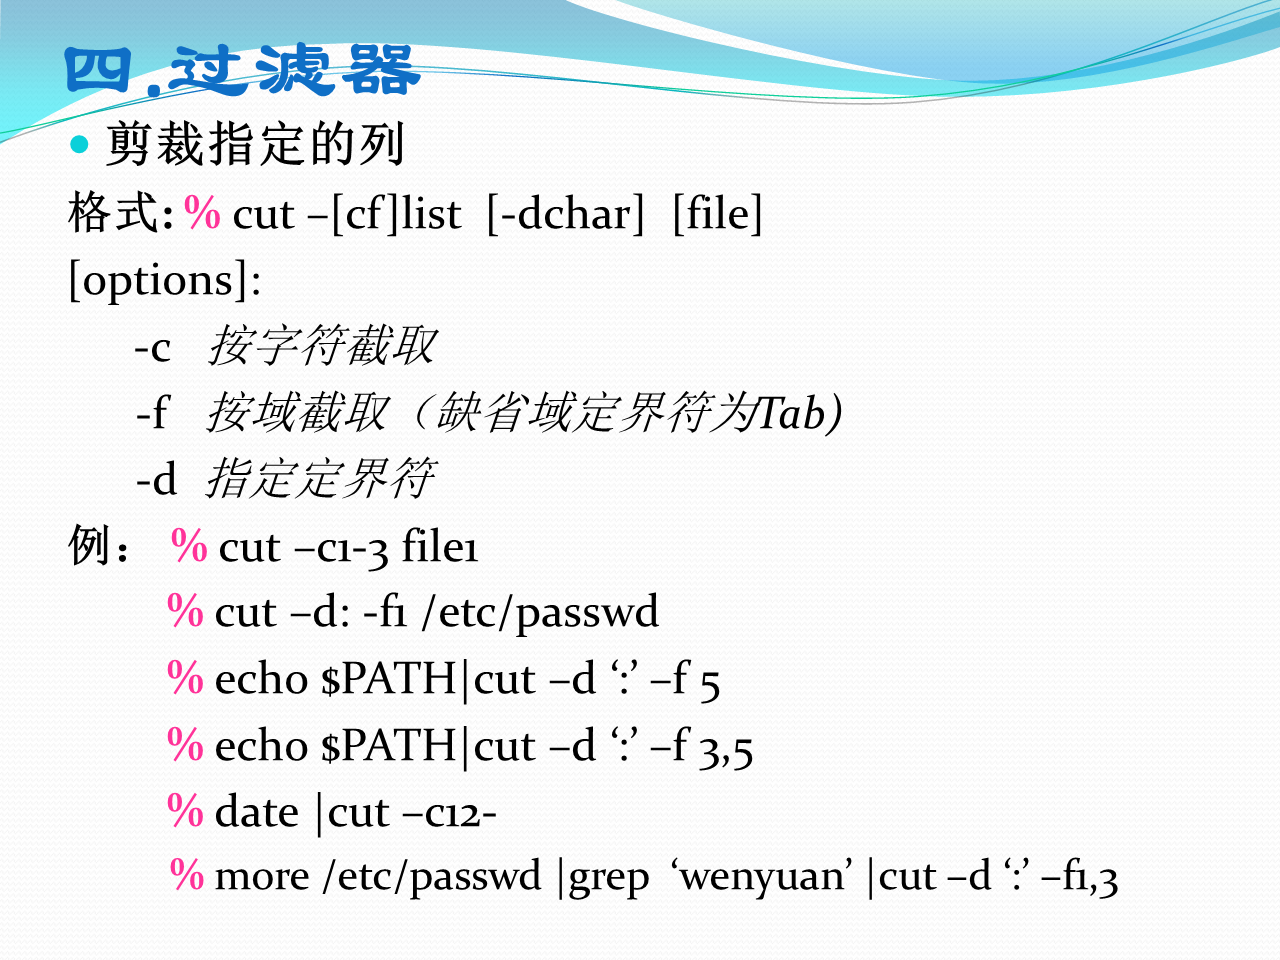 四.过滤器
剪裁指定的列
格式:% cut –[cf]list [-dchar] [file]
[options]:
-c 按字符截取
-f 按域截取（缺省域定界符为Tab)
-d 指定定界符
例： % cut –c1-3 file1
% cut –d: -f1 /etc/passwd
% echo $PATH|cut –d ‘:’ –f 5
% echo $PATH|cut –d ‘:’ –f 3,5
% date |cut –c12-
% more /etc/passwd |grep ‘wenyuan’ |cut –d ‘:’ –f1,3